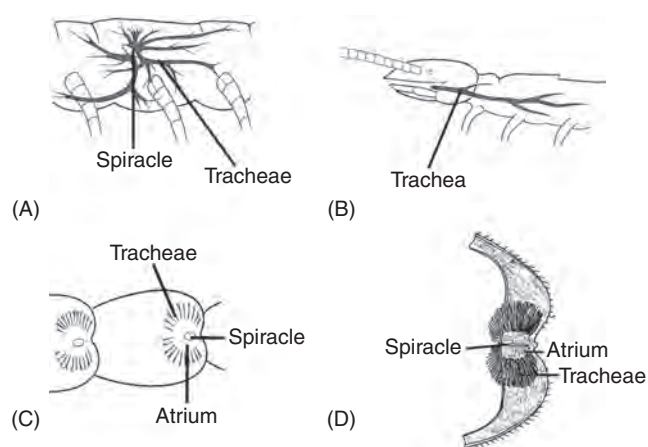 Spiracle
Tracheae
(A)
Trachea
(B)
Tracheae
Spiracle
Atrium
(C)
Spiracle
Atrium
Tracheae
(D)